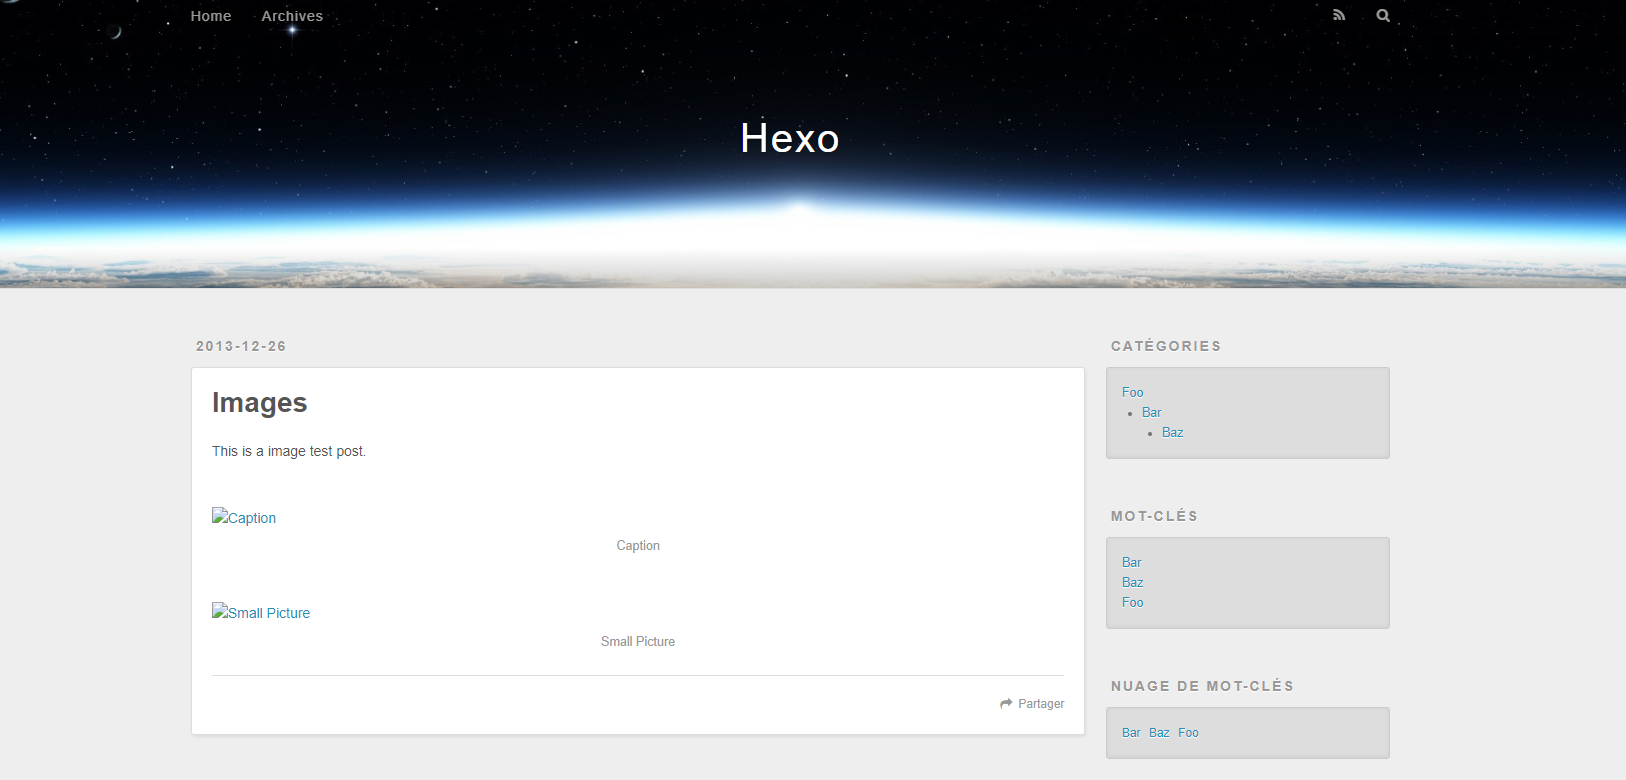 Home Archives
Hexo
2013-12-26
Images
This is a image test post.
Caption
Caption
Small Picture
Small Picture
Partager
CATÉGORIES
Foo
Bar
Baz
MOT-CLÉS
Bar
Baz
Foo
NUAGE DE MOT-CLÉS
Bar Baz Foo